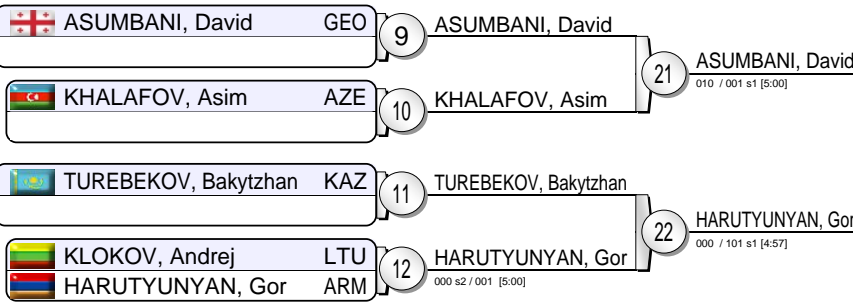 ASUMBANI, David GEO
9
ASUMBANI, David
21
ASUMBANI, David
010 / 001 s1 [5:00]
KHALAFOV, Asim AZE
10
KHALAFOV, Asim
TUREBEKOV, Bakytzhan KAZ
11
TUREBEKOV, Bakytzhan
22
HARUTYUNYAN, Gor
000 / 101 s1 [4:57]
KLOKOV, Andrej LTU
HARUTYUNYAN, Gor ARM
12
HARUTYUNYAN, Gor
000 s2 / 001 [5:00]